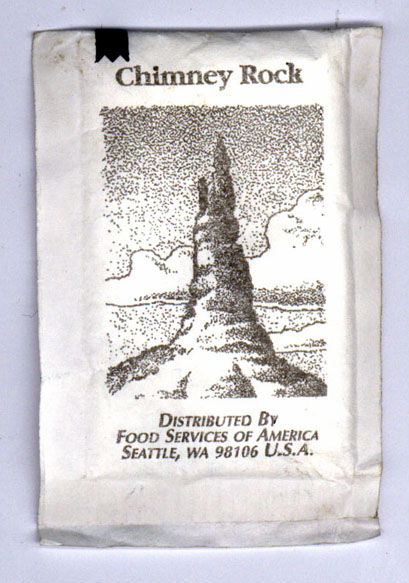 Chimney Rock
DISTRIBUTED BY
FOOD SERVICES OF AMERICA
SEATTLE, WA 98106 U.S.A.